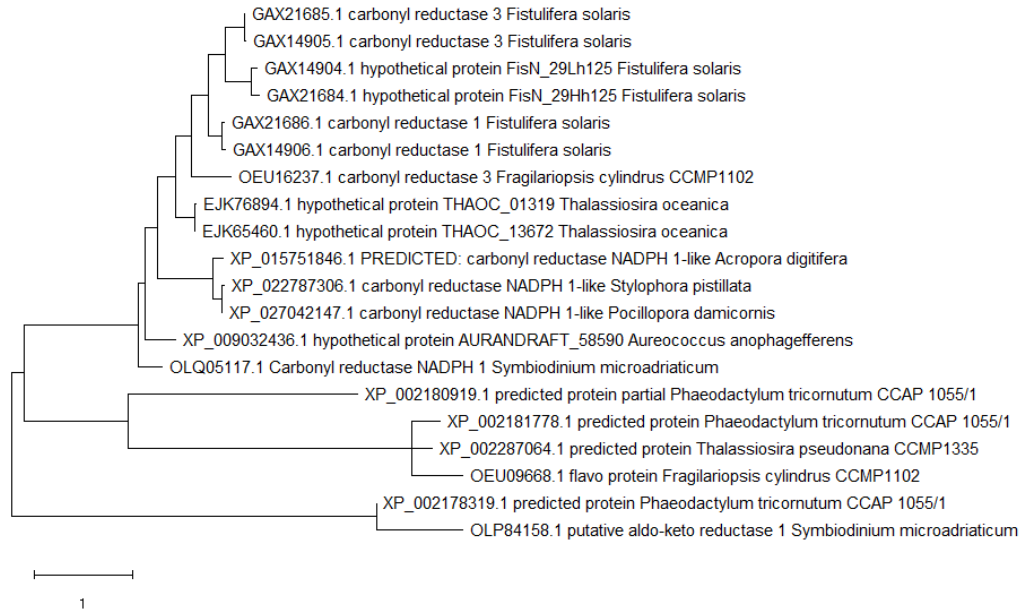 GAX21685.1 carbonyl reductase 3 Fistulifera solaris
GAX14905.1 carbonyl reductase 3 Fistulifera solaris
GAX14904.1 hypothetical protein FisN_29Lh125 Fistulifera solaris
GAX21684.1 hypothetical protein FisN_29Hh125 Fistulifera solaris
GAX21686.1 carbonyl reductase 1 Fistulifera solaris
GAX14906.1 carbonyl reductase 1 Fistulifera solaris
OEU16237.1 carbonyl reductase 3 Fragilariopsis cylindrus CCMP1102
EJK76894.1 hypothetical protein THAOC_01319 Thalassiosira oceanica
EJK65460.1 hypothetical protein THAOC_13672 Thalassiosira oceanica
XP_015751846.1 PREDICTED: carbonyl reductase NADPH 1-like Acropora digitifera
XP_022787306.1 carbonyl reductase NADPH 1-like Stylophora pistillata
XP_027042147.1 carbonyl reductase NADPH 1-like Pocillopora damicornis
XP_009032436.1 hypothetical protein AURANDRAFT_58590 Aureococcus anophagefferens
OLQ05117.1 Carbonyl reductase NADPH 1 Symbiodinium microadriaticum
XP_002180919.1 predicted protein partial Phaeodactylum tricornutum CCAP 1055/1
XP_002181778.1 predicted protein Phaeodactylum tricornutum CCAP 1055/1
XP_002287064.1 predicted protein Thalassiosira pseudonana CCMP1335
OEU09668.1 flavo protein Fragilariopsis cylindrus CCMP1102
XP_002178319.1 predicted protein Phaeodactylum tricornutum CCAP 1055/1
OLP84158.1 putative aldo-keto reductase 1 Symbiodinium microadriaticum
1